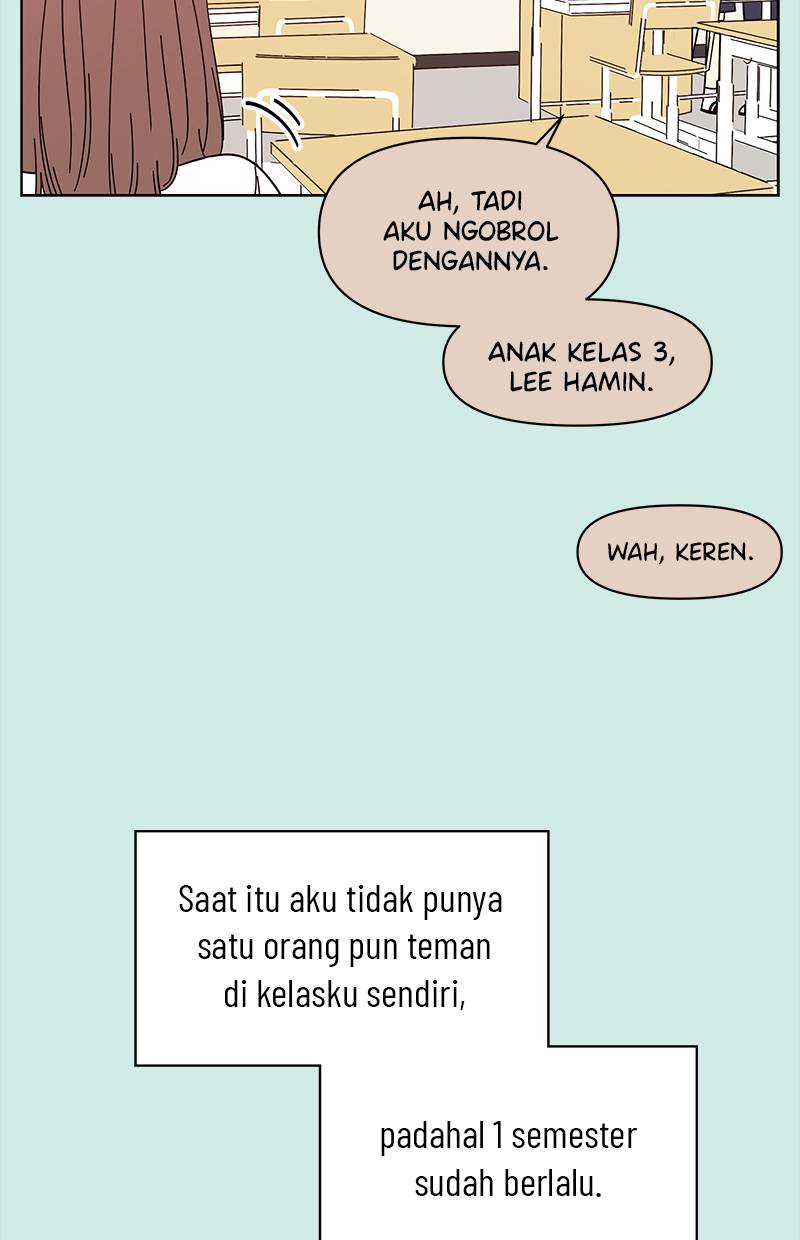 AH, TADI
AKU NGOBROL
DENGANNYA.
ANAK KELAS 3,
LEE HAMIN.
WAH, KEREN.
Saat itu aku tidak punya
satu orang pun teman
di kelasku sendiri,
padahal 1 semester
sudah berlalu.